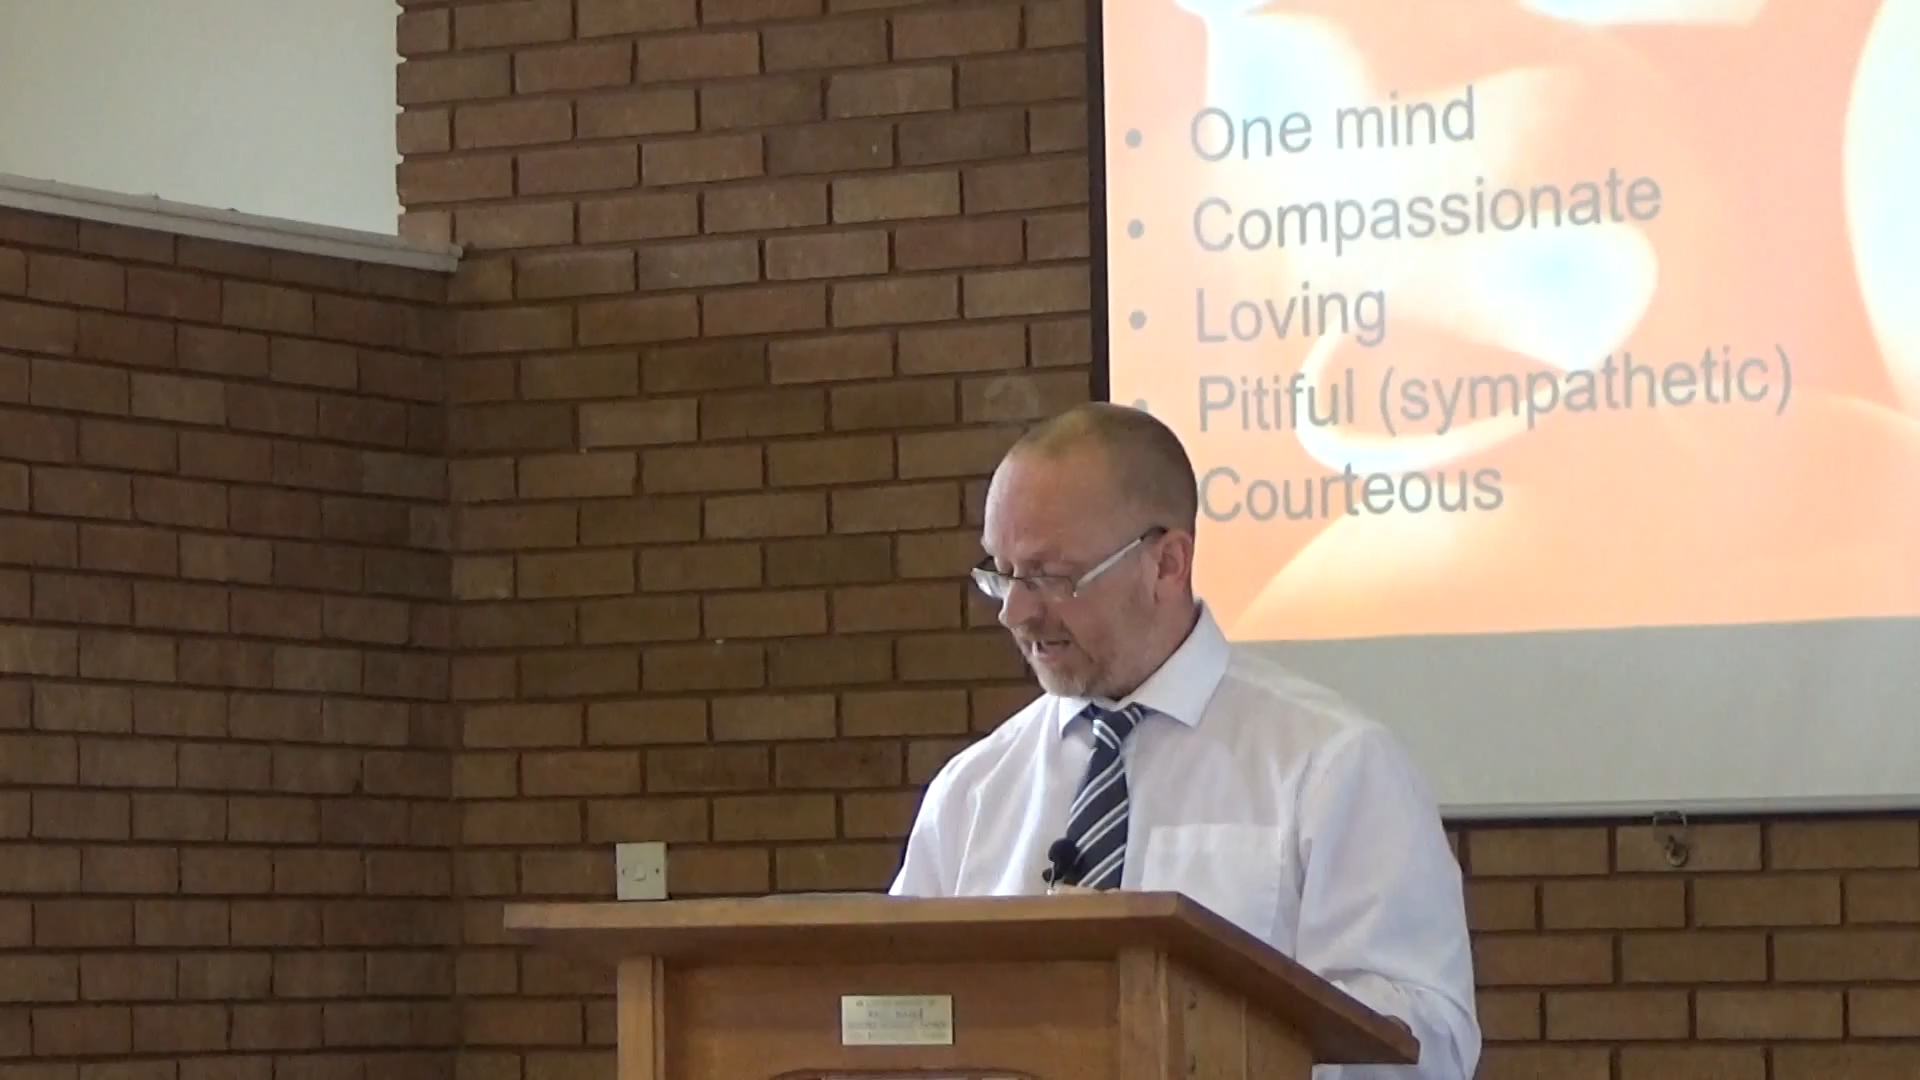 • One mind
• Compassionate
• Loving
• Pitiful (sympathetic)
Courteous